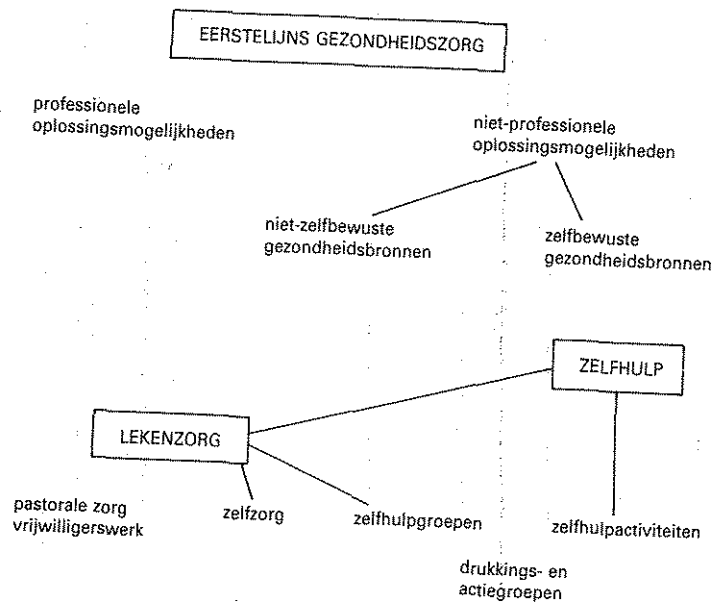 EERSTELIJNS GEZONDHEIDSZORG
professionele
oplossingsmogelijkheden
niet-professionele
oplossingsmogelijkheden
niet-zelfbewuste
gezondheidsbronnen
zelfbewuste
gezondheidsbronnen
ZELFHULP
LEKENZORG
pastorale zorg
vrijwilligerswerk
zelfzorg
zelfhulpgroepen
zelfhulpactiviteiten
drukkings- en
actiegroepen